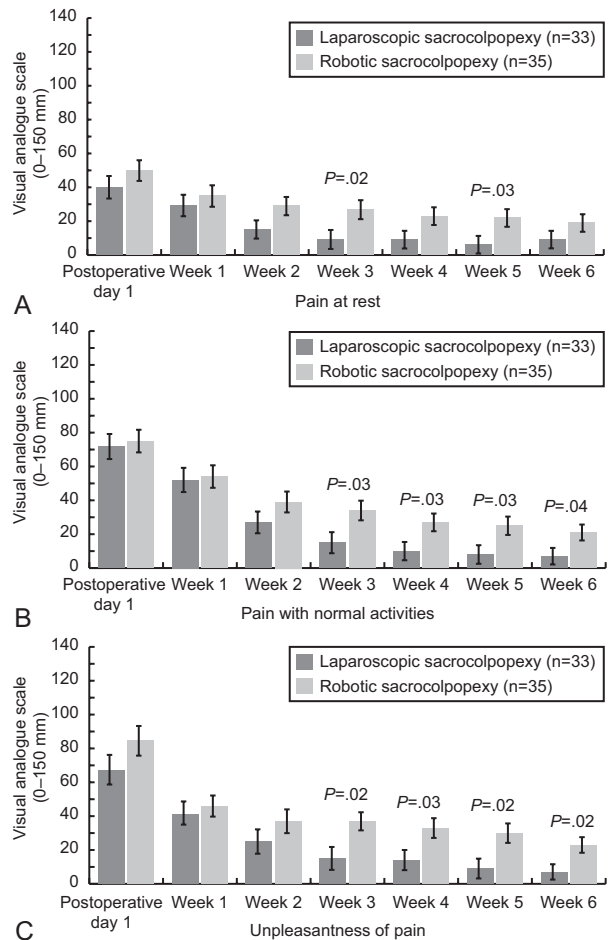 140
120
100
80
60
40
20
0
Visual analogue scale
(0–150 mm)
Laparoscopic sacrocolpopexy (n=33)
Robotic sacrocolpopexy (n=35)
P=.02
P=.03
Postoperative day 1
Week 1
Week 2
Week 3
Week 4
Week 5
Week 6
A
Pain at rest
140
120
100
80
60
40
20
0
Visual analogue scale
(0–150 mm)
Laparoscopic sacrocolpopexy (n=33)
Robotic sacrocolpopexy (n=35)
P=.03
P=.03
P=.03
P=.04
Postoperative day 1
Week 1
Week 2
Week 3
Week 4
Week 5
Week 6
B
Pain with normal activities
140
120
100
80
60
40
20
0
Visual analogue scale
(0–150 mm)
Laparoscopic sacrocolpopexy (n=33)
Robotic sacrocolpopexy (n=35)
P=.02
P=.03
P=.02
P=.02
Postoperative day 1
Week 1
Week 2
Week 3
Week 4
Week 5
Week 6
C
Unpleasantness of pain